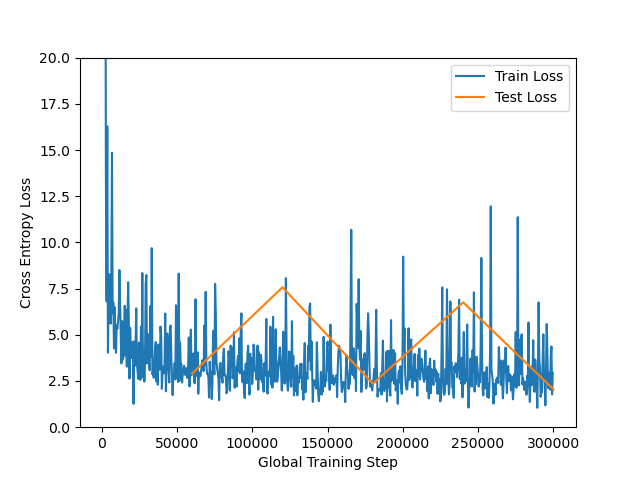 20.0
17.5
15.0
12.5
10.0
7.5
5.0
2.5
0.0
Cross Entropy Loss
Train Loss
Test Loss
0 50000 100000 150000 200000 250000 300000
Global Training Step